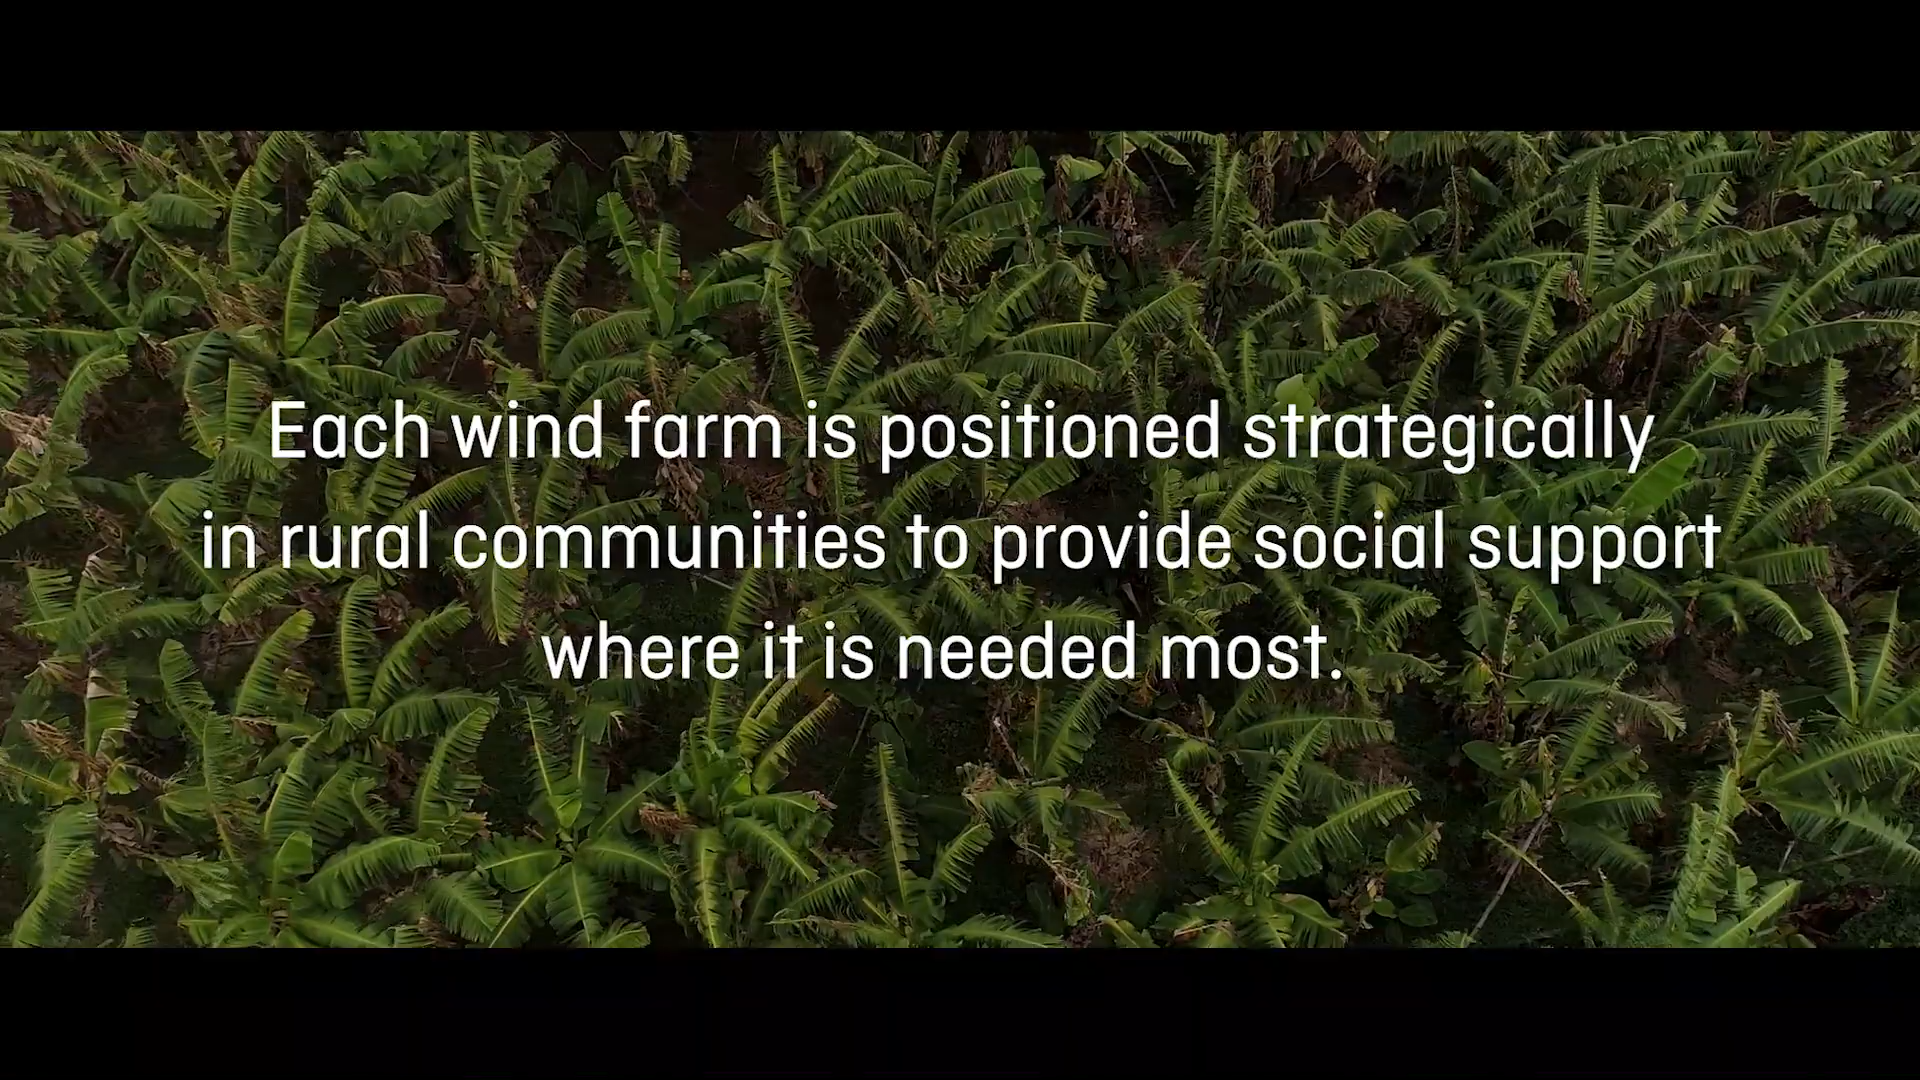 Each wind farm is positioned strategically
in rural communities to provide social support
where it is needed most.